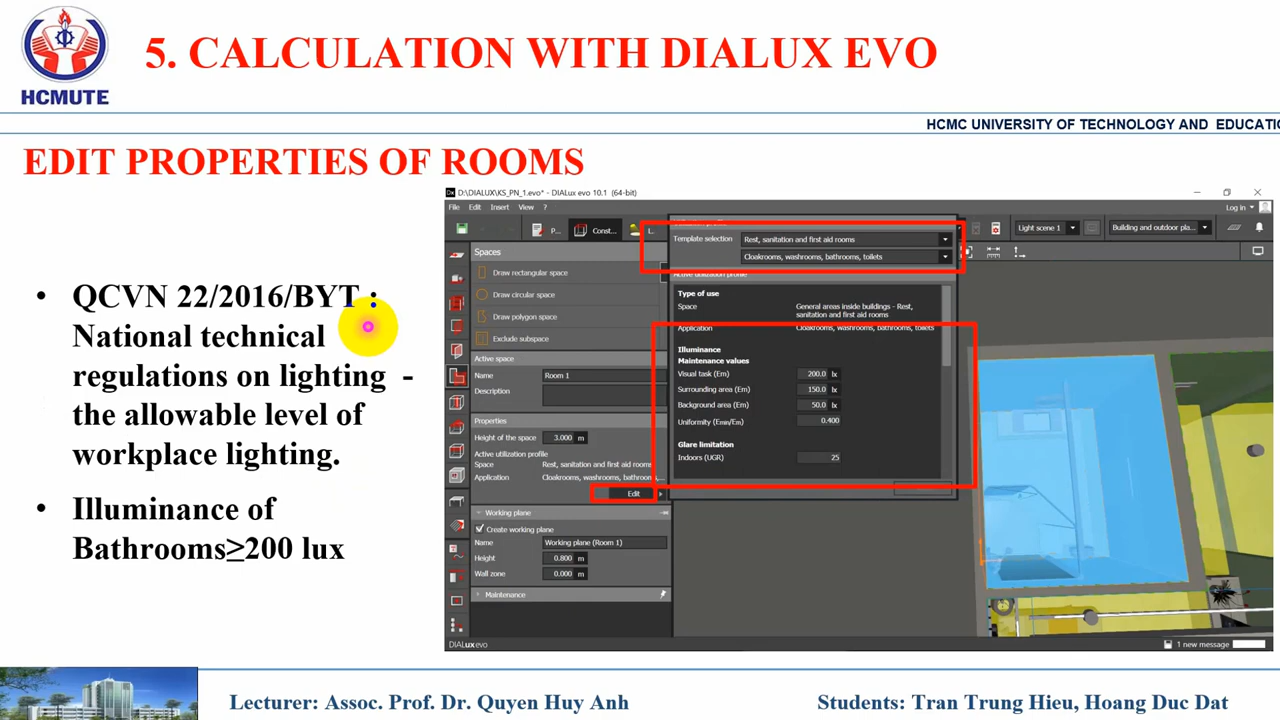 5. CALCULATION WITH DIALUX EVO
HCMUTE
HCMC UNIVERSITY OF TECHNOLOGY AND EDUCATI
EDIT PROPERTIES OF ROOMS
• QCVN 22/2016/BYT :
National technical
regulations on lighting -
the allowable level of
workplace lighting.
• Illuminance of
Bathrooms≥200 lux
Dx D:\DIALUX\KS_PN_1.evo* - DIALux evo 10.1 (64-bit)
File Edit Insert View ?
Log in
P... Const... L...
Light scene 1
Building and outdoor pla...
Spaces
Draw rectangular space
Draw circular space
Draw polygon space
Exclude subspace
Active space
Name Room 1
Description
Properties
Height of the space 3.000 m
Active utilization profile
Space Rest, sanitation and first aid rooms
Application Cloakrooms, washrooms, bathrooms,...
Edit
Working plane
Create working plane
Name Working plane (Room 1)
Height 0.800 m
Wall zone 0.000 m
Maintenance
Template selection Rest, sanitation and first aid rooms
Cloakrooms, washrooms, bathrooms, toilets
Active utilization profile
Type of use
Space General areas inside buildings - Rest,
sanitation and first aid rooms
Application Cloakrooms, washrooms, bathrooms, toilets
Illuminance
Maintenance values
Visual task (Em) 200.0 lx
Surrounding area (Em) 150.0 lx
Background area (Em) 50.0 lx
Uniformity (Emin/Em) 0.400
Glare limitation
Indoors (UGR) 25
DIALux evo
1 new message
Lecturer: Assoc. Prof. Dr. Quyen Huy Anh
Students: Tran Trung Hieu, Hoang Duc Dat